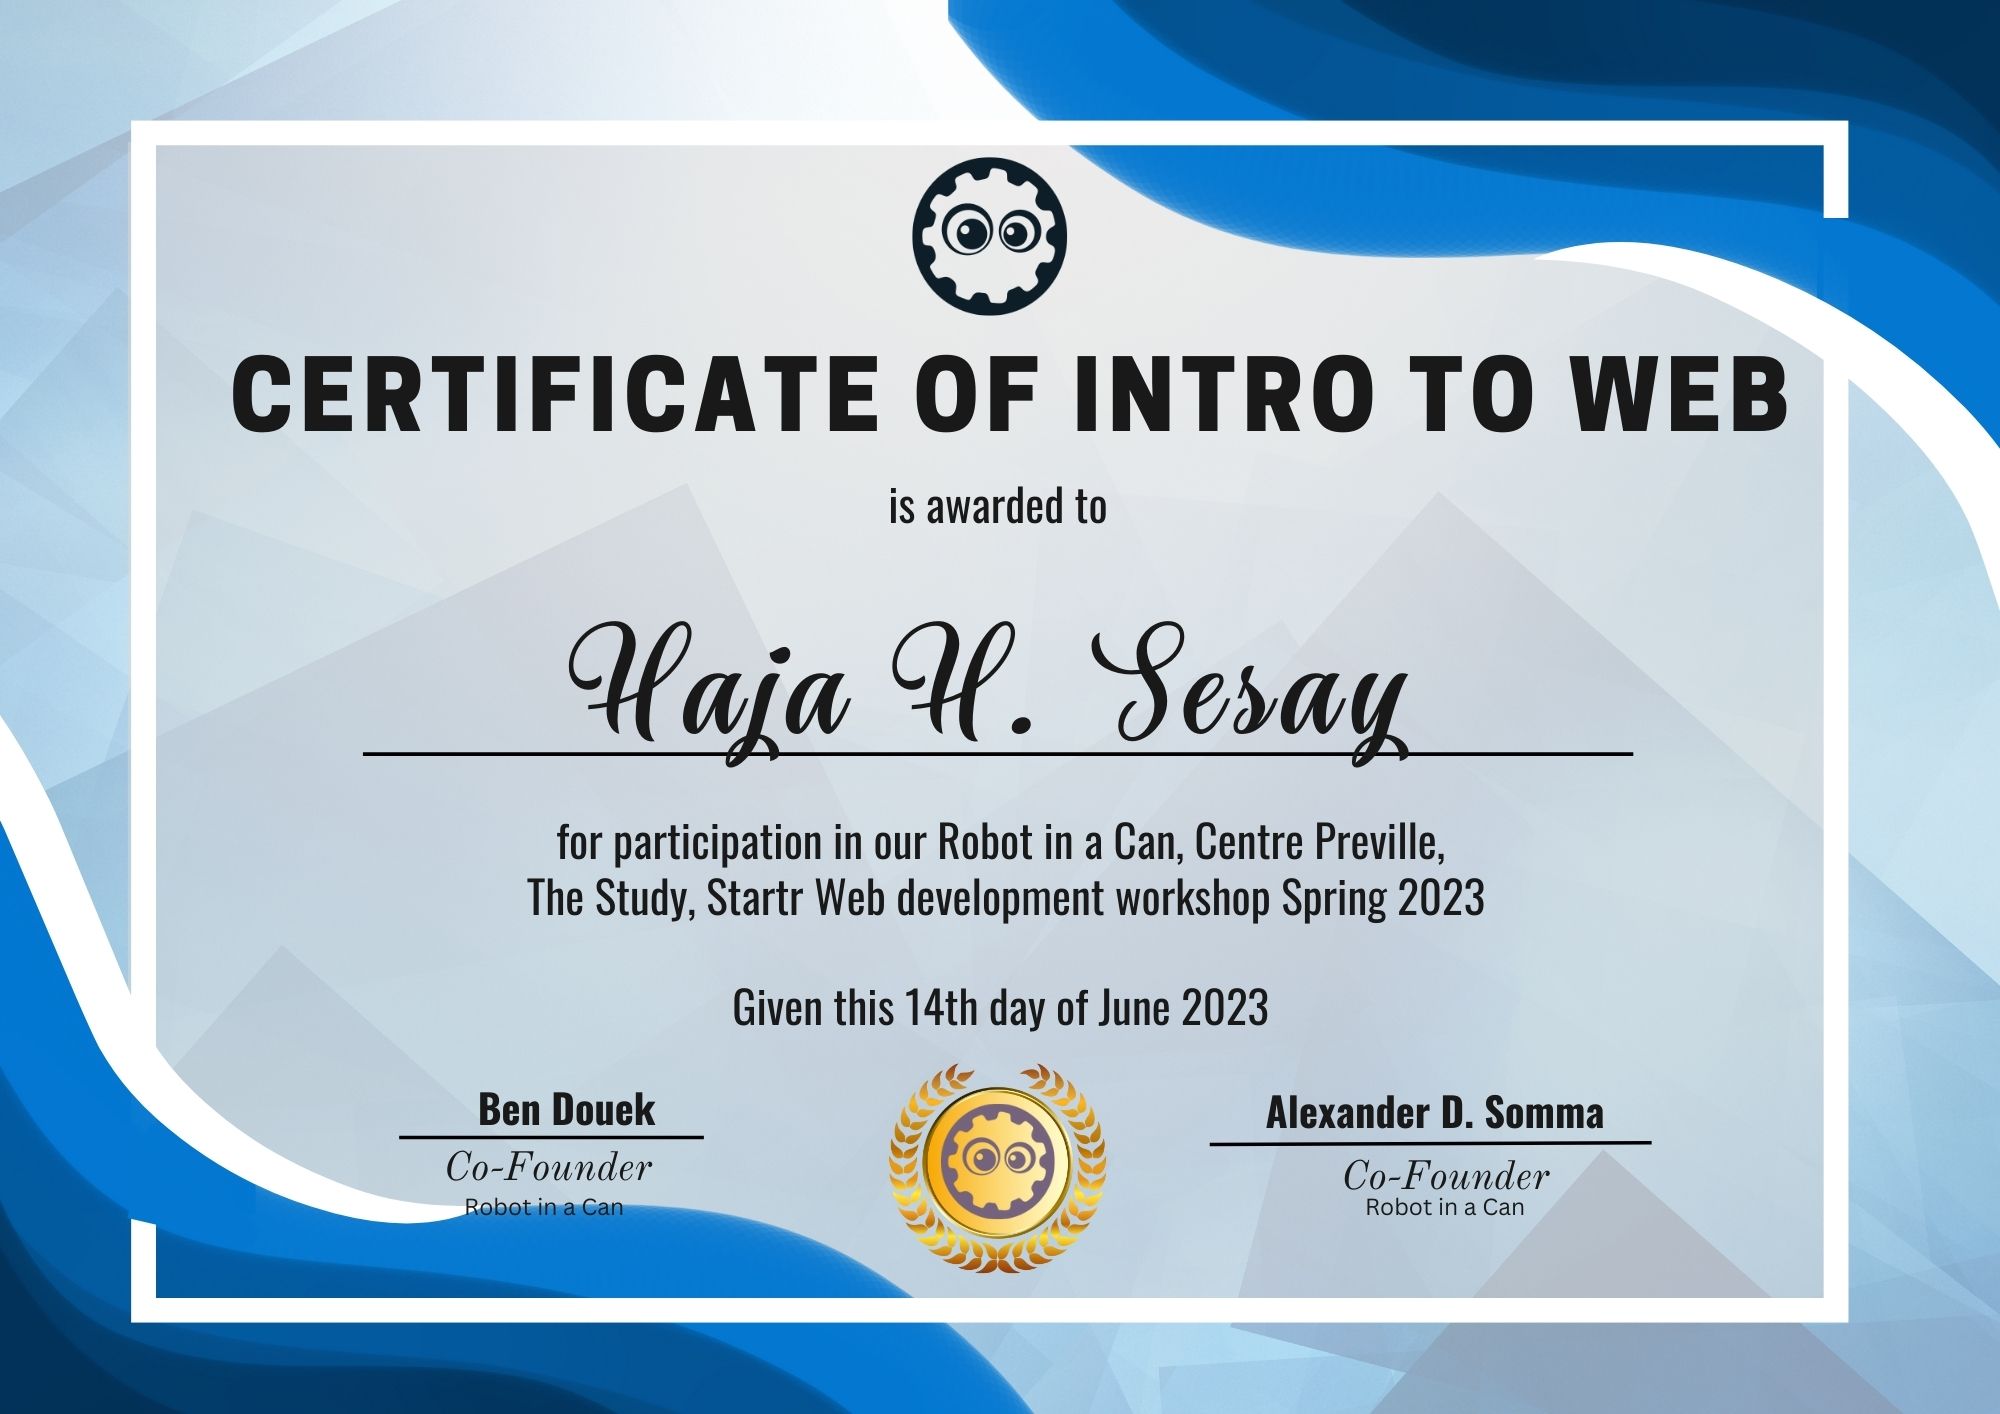 CERTIFICATE OF INTRO TO WEB
is awarded to
Haja H. Sesay
for participation in our Robot in a Can, Centre Preville,
The Study, Startr Web development workshop Spring 2023
Given this 14th day of June 2023
Ben Douek
Co-Founder
Robot in a Can
Alexander D. Somma
Co-Founder
Robot in a Can